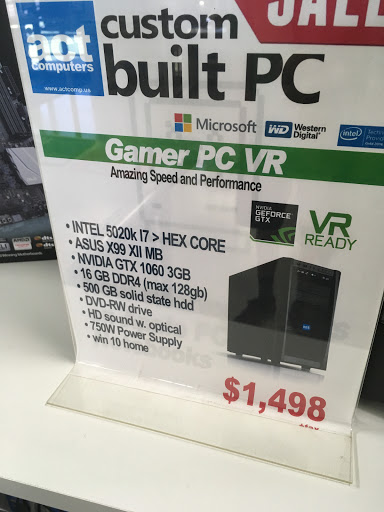 SALE
act
computers
www.actcomp.us
custom
built PC
Microsoft
WD Western
Digital
intel
Gamer PC VR
Amazing Speed and Performance
• INTEL 5020k I7 > HEX CORE
• ASUS X99 XII MB
• NVIDIA GTX 1060 3GB
• 16 GB DDR4 (max 128gb)
• 500 GB solid state hdd
• DVD-RW drive
• HD sound w. optical
• 750W Power Supply
• win 10 home
NVIDIA
GEFORCE
GTX
VR
READY
$1,498